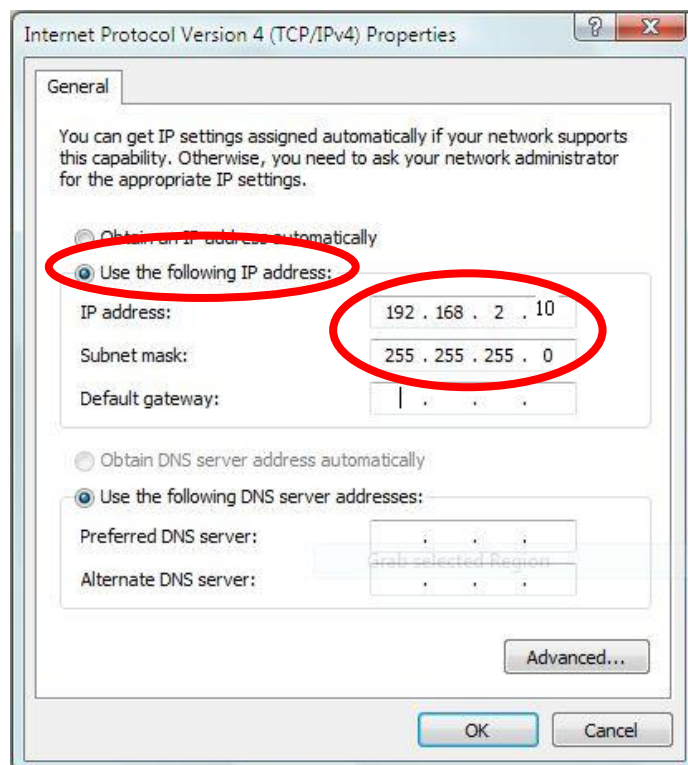 Internet Protocol Version 4 (TCP/IPv4) Properties
General
You can get IP settings assigned automatically if your network supports
this capability. Otherwise, you need to ask your network administrator
for the appropriate IP settings.
Obtain an IP address automatically
Use the following IP address:
IP address: 192 . 168 . 2 . 10
Subnet mask: 255 . 255 . 255 . 0
Default gateway: . . .
Obtain DNS server address automatically
Use the following DNS server addresses:
Preferred DNS server: . . .
Grab selected Region
Alternate DNS server: . . .
Advanced...
OK Cancel